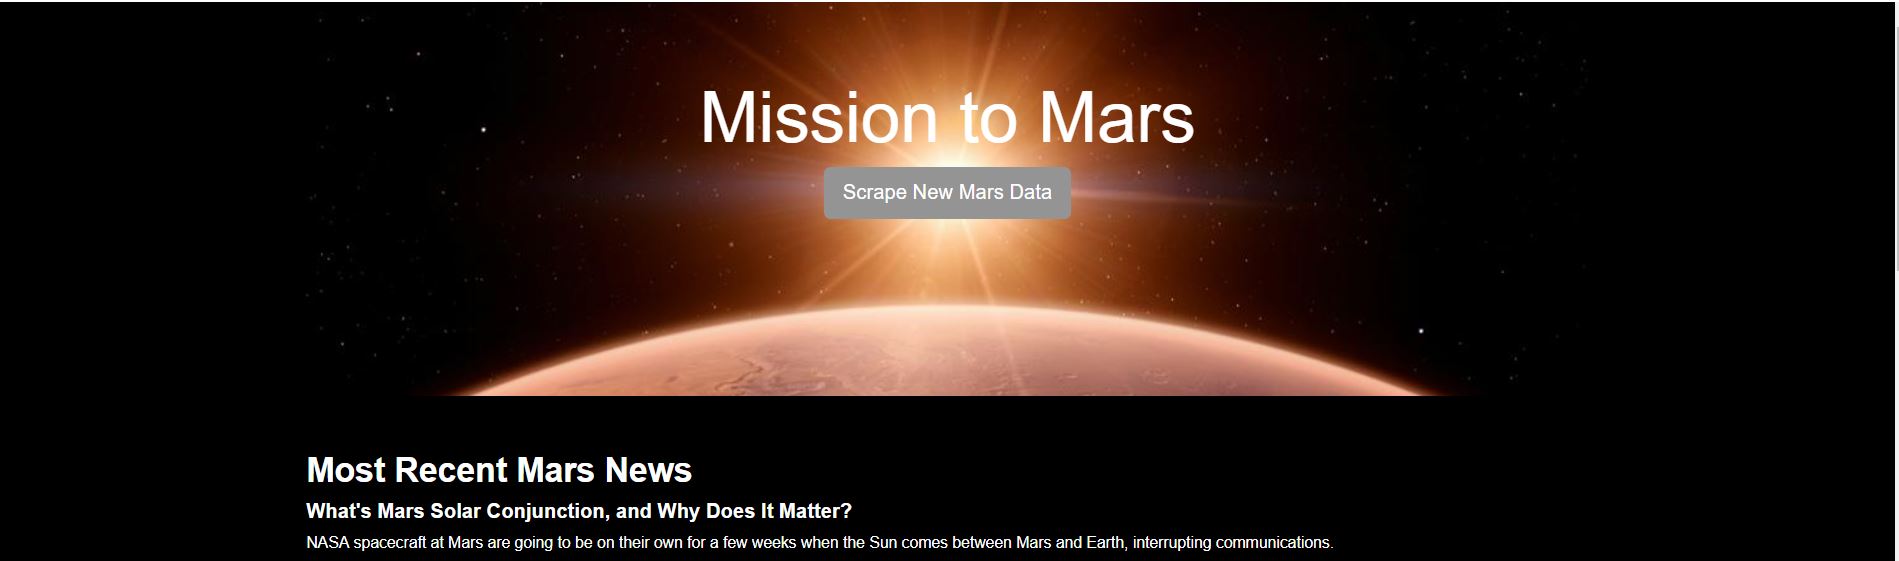 Mission to Mars
Scrape New Mars Data
Most Recent Mars News
What's Mars Solar Conjunction, and Why Does It Matter?
NASA spacecraft at Mars are going to be on their own for a few weeks when the Sun comes between Mars and Earth, interrupting communications.